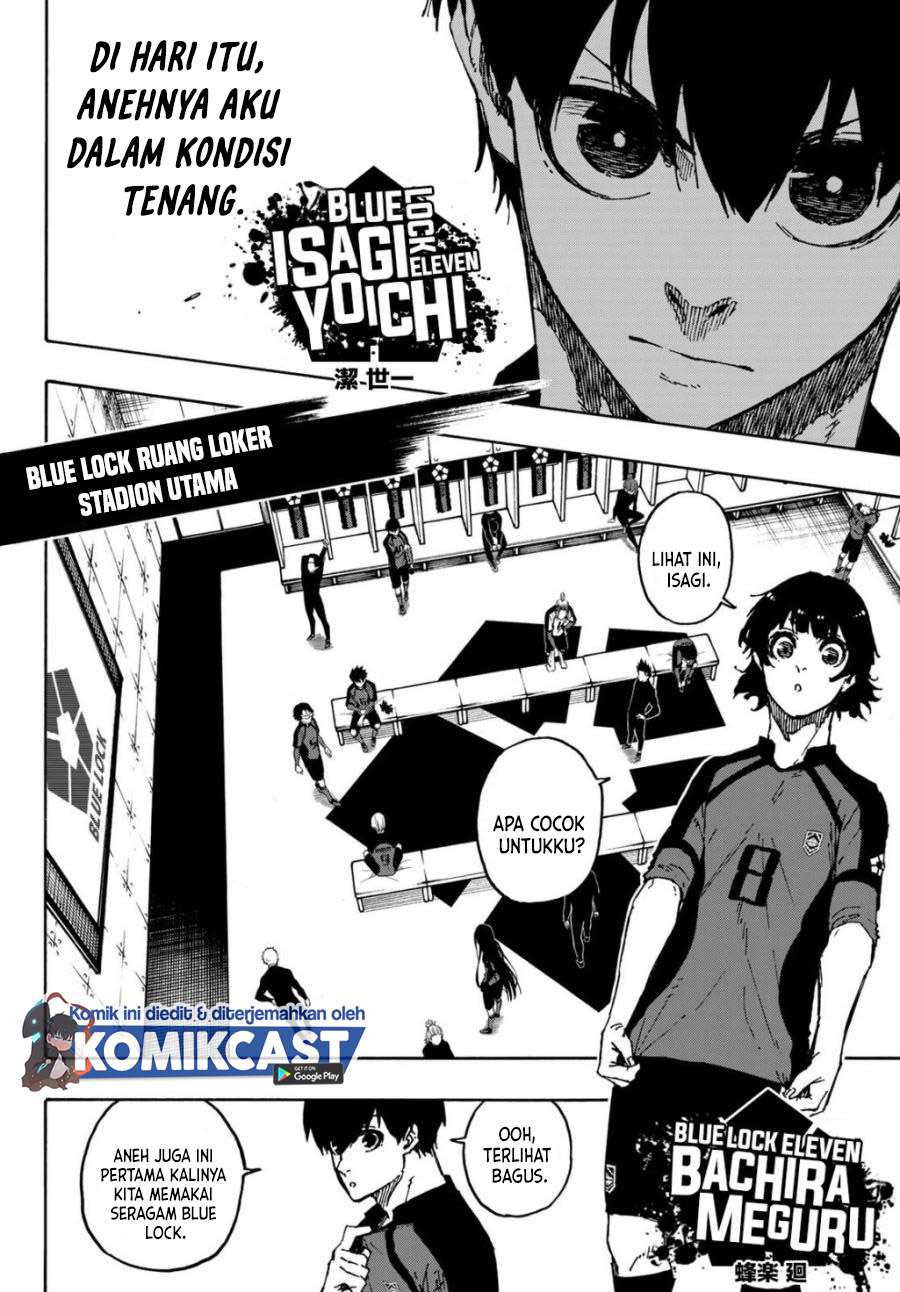 DI HARI ITU,
ANEHNYA AKU
DALAM KONDISI
TENANG.
BLUE LOCK
ELEVEN
ISAGI
YOICHI
潔 世一
BLUE LOCK RUANG LOKER
STADION UTAMA
LIHAT INI,
ISAGI.
APA COCOK
UNTUKKU?
8
BLUE LOCK
9
Komik ini diedit & diterjemahkan oleh
KOMIKCAST
GET IT ON
Google Play
OOH,
TERLIHAT
BAGUS.
ANEH JUGA INI
PERTAMA KALINYA
KITA MEMAKAI
SERAGAM BLUE
LOCK.
BLUE LOCK ELEVEN
BACHIRA
MEGURU
蜂楽 廻